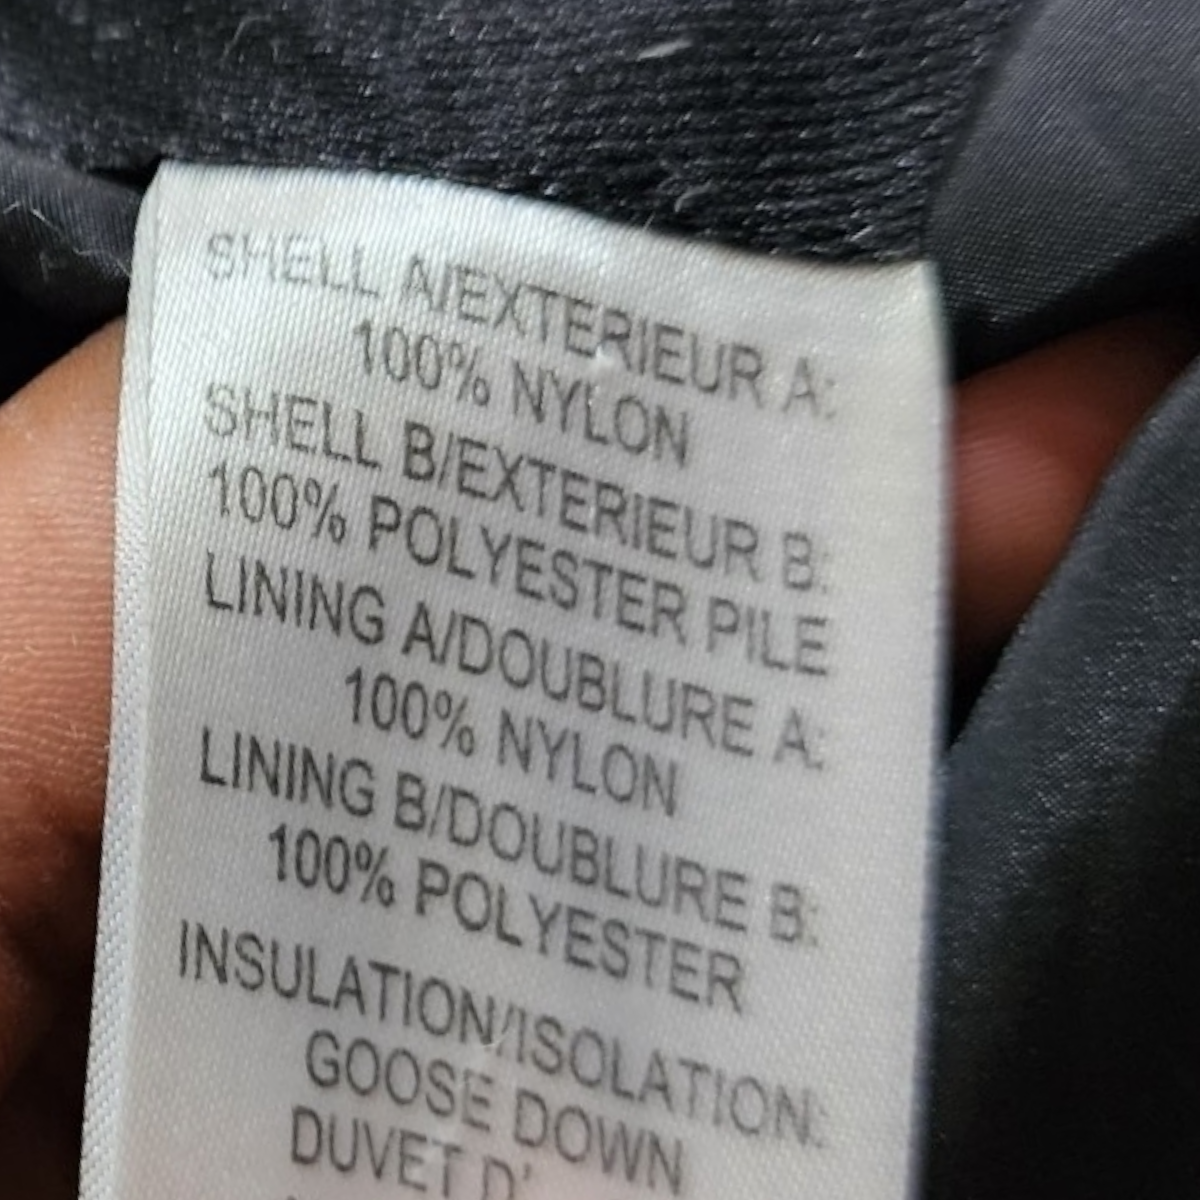 SHELL A/EXTERIEUR A:
100% NYLON
SHELL B/EXTERIEUR B:
100% POLYESTER PILE
LINING A/DOUBLURE A:
100% NYLON
LINING B/DOUBLURE B:
100% POLYESTER
INSULATION/ISOLATION:
GOOSE DOWN
DUVET D'